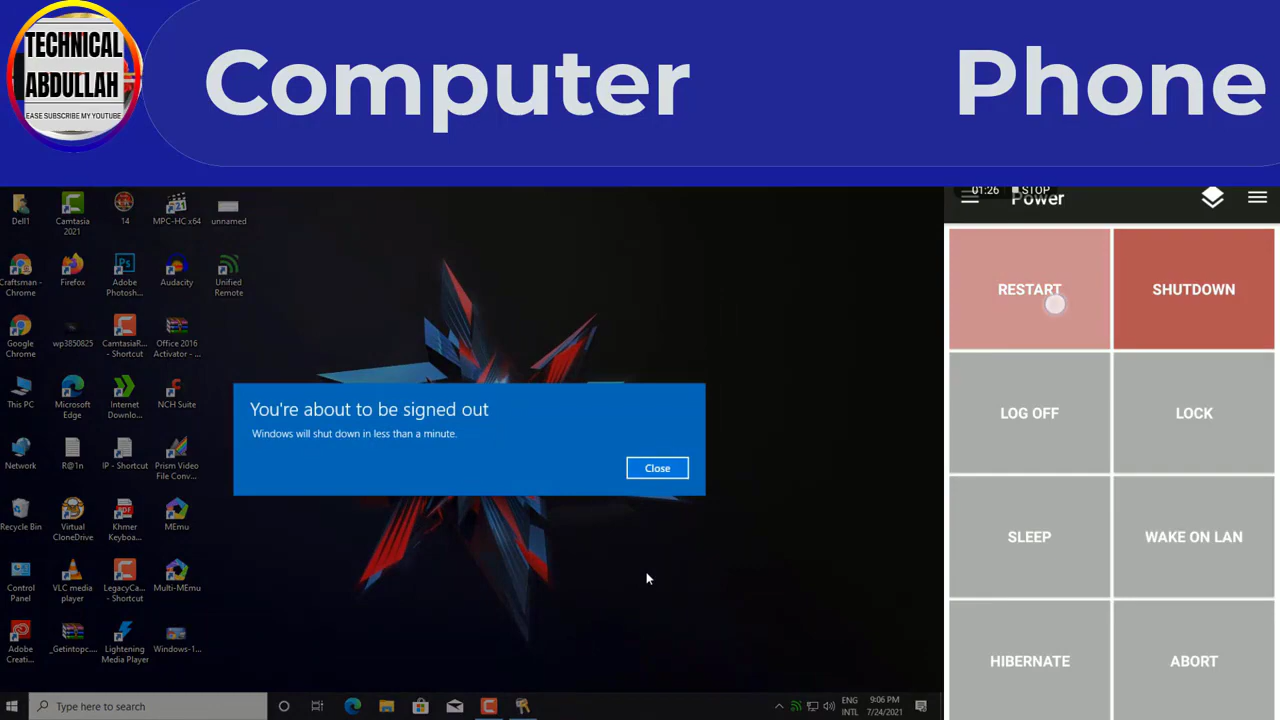 TECHNICAL
ABDULLAH
EASE SUBSCRIBE MY YOUTUBE
Computer
Phone
01:26
STOP
Power
Dell1
Camtasia
2021
14
MPC-HC x64
unnamed
Craftsman -
Chrome
Firefox
Adobe
Photosh...
Audacity
Unified
Remote
Google
Chrome
wp3850825
CamtasiaR...
- Shortcut
Office 2016
Activator - ...
This PC
Microsoft
Edge
Internet
Downlo...
NCH Suite
Network
R@1n
IP - Shortcut
Prism Video
File Conv...
Recycle Bin
Virtual
CloneDrive
Khmer
Keyboa...
MEmu
Control
Panel
VLC media
player
LegacyCa...
- Shortcut
Multi-MEmu
Adobe
Creati...
_Getintopc....
Lightening
Media Player
Windows-1...
You're about to be signed out
Windows will shut down in less than a minute.
Close
RESTART
SHUTDOWN
LOG OFF
LOCK
SLEEP
WAKE ON LAN
HIBERNATE
ABORT
Type here to search
ENG
INTL
9:06 PM
7/24/2021